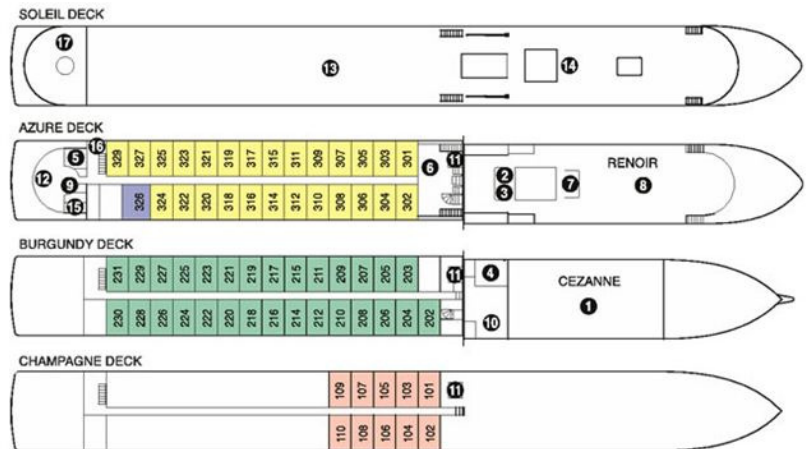 SOLEIL DECK
17
13
14
AZURE DECK
5 16 329 327 325 323 321 319 317 315 311 309 307 305 303 301 6 11 RENOIR
12 9 2 3 7 8
15 326 324 322 320 318 316 314 312 310 308 306 304 302
BURGUNDY DECK
231 229 227 225 223 221 219 217 215 211 209 207 205 203 11 4 CEZANNE
1
230 228 226 224 222 220 218 216 214 212 210 208 206 204 202 10
CHAMPAGNE DECK
109 107 105 103 101 11
110 108 106 104 102